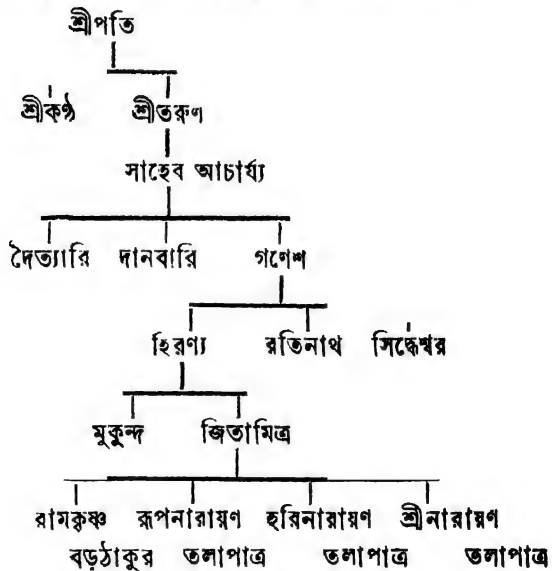 শ্রীপতি
শ্রীকণ্ঠ শ্রীতরুণ
সাহেব আচার্য্য
দৈত্যারি দানবারি গণেশ
হিরণ্য রতিনাথ সিদ্ধেশ্বর
মুকুন্দ জিতামিত্র
রামকৃষ্ণ রূপনারায়ণ হরিনারায়ণ শ্রীনারায়ণ
বড়ঠাকুর তলাপাত্র তলাপাত্র তলাপাত্র